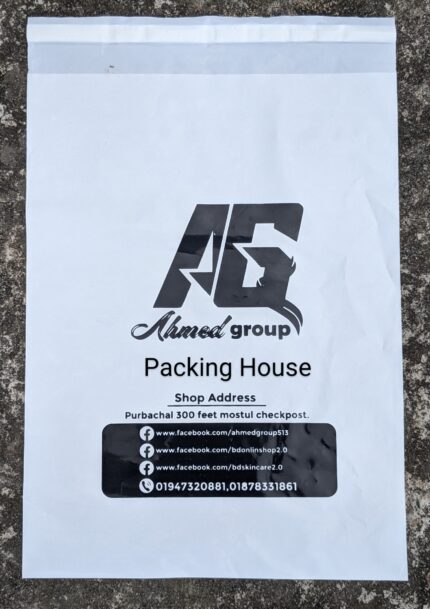 AG
Ahmed group
Packing House
Shop Address
Purbachal 300 feet mostul checkpost.
www.facebook.com/ahmedgroup513
www.facebook.com/bdonlinshop2.0
www.facebook.com/bdskincare2.0
01947320881,01878331861